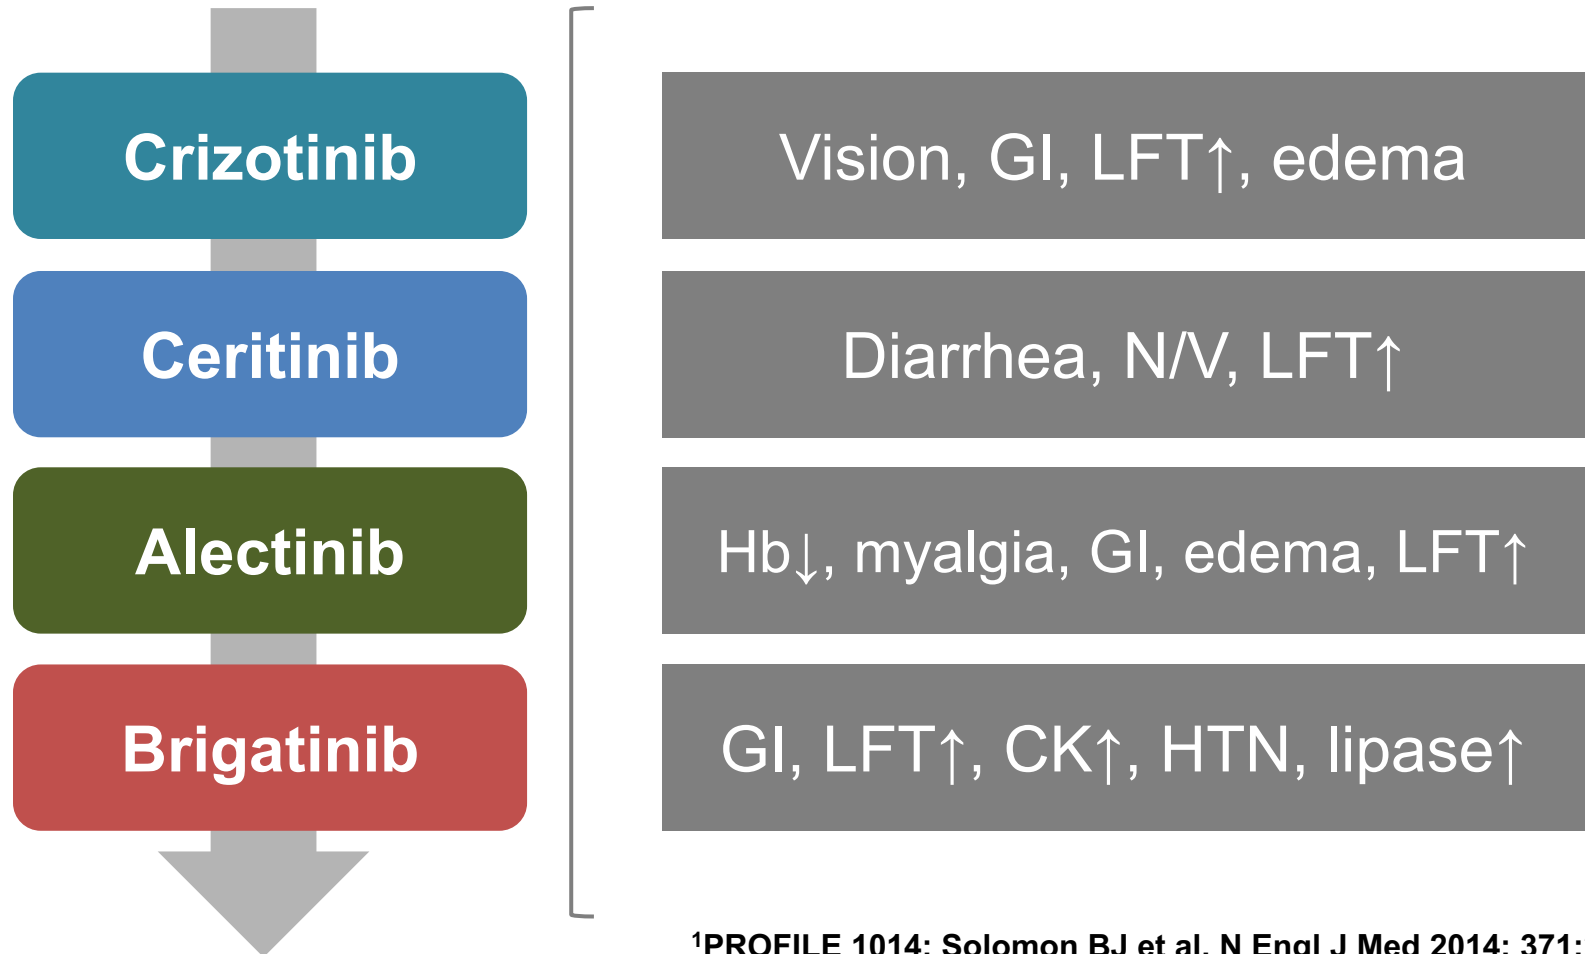 Crizotinib
Vision, GI, LFT↑, edema
Ceritinib
Diarrhea, N/V, LFT↑
Alectinib
Hb↓, myalgia, GI, edema, LFT↑
Brigatinib
GI, LFT↑, CK↑, HTN, lipase↑
¹PROFILE 1014: Solomon BJ et al. N Engl J Med 2014; 371: